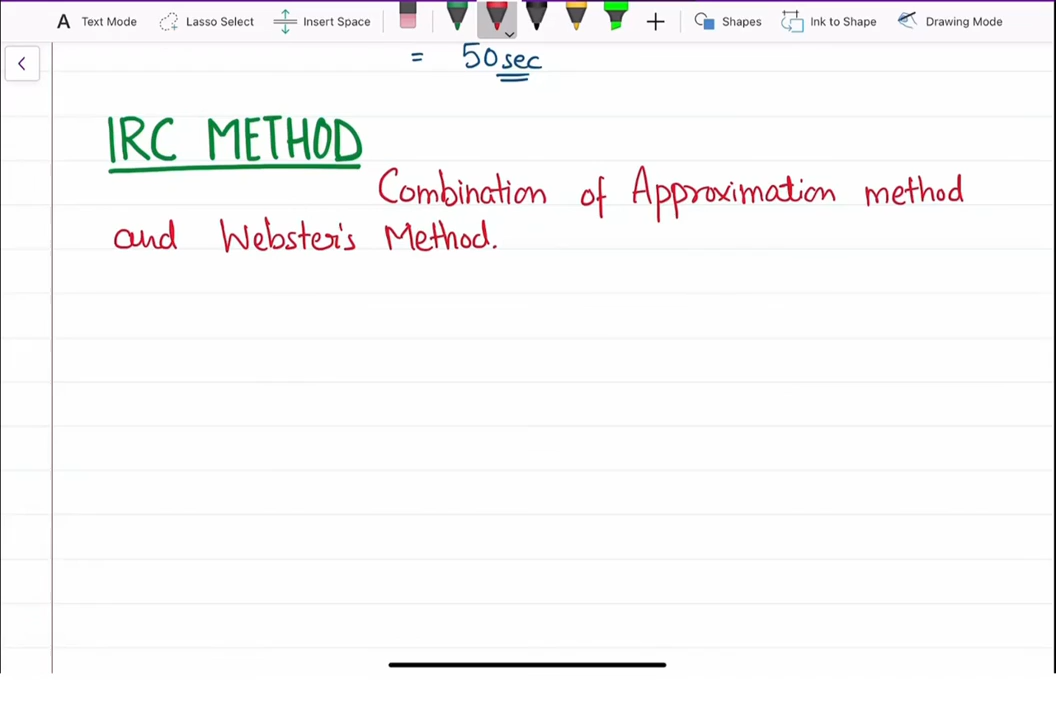 A Text Mode Lasso Select Insert Space Shapes Ink to Shape Drawing Mode
= 50sec
IRC METHOD
Combination of Approximation method
and Webster's Method.